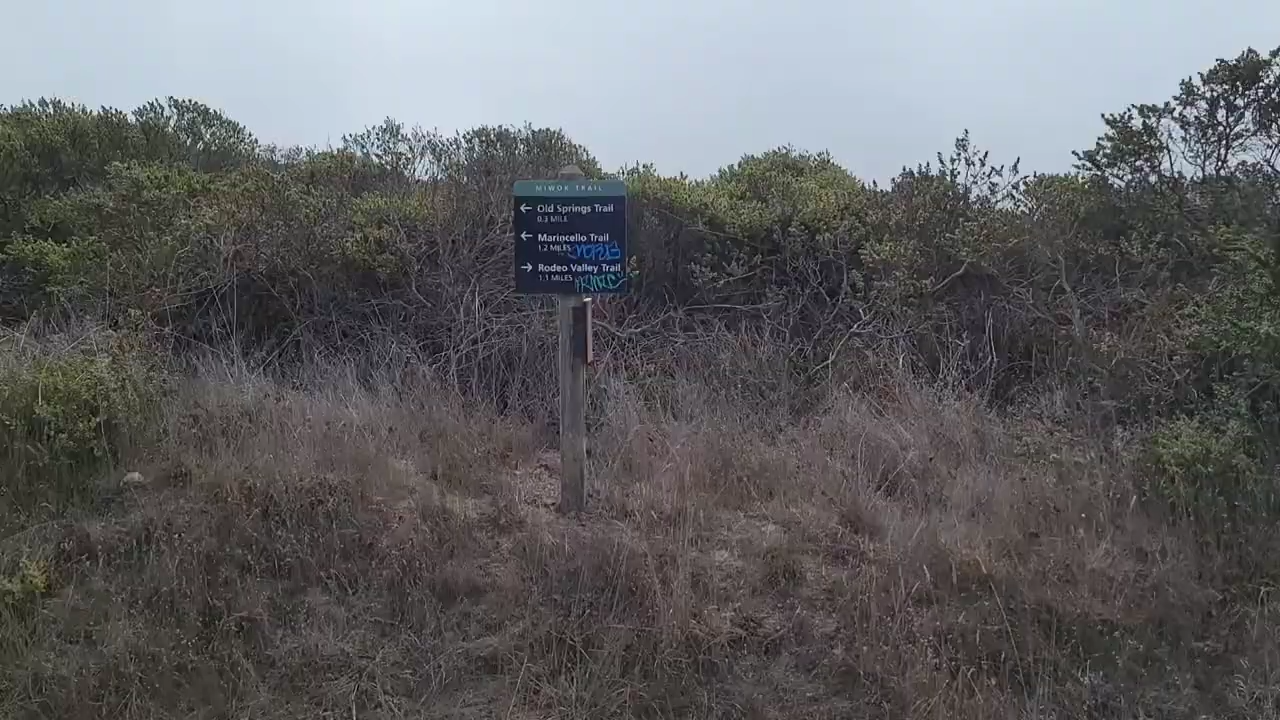 MIWOK TRAIL
← Old Springs Trail
0.3 MILE
← Marincello Trail
1.2 MILES
→ Rodeo Valley Trail
1.1 MILES